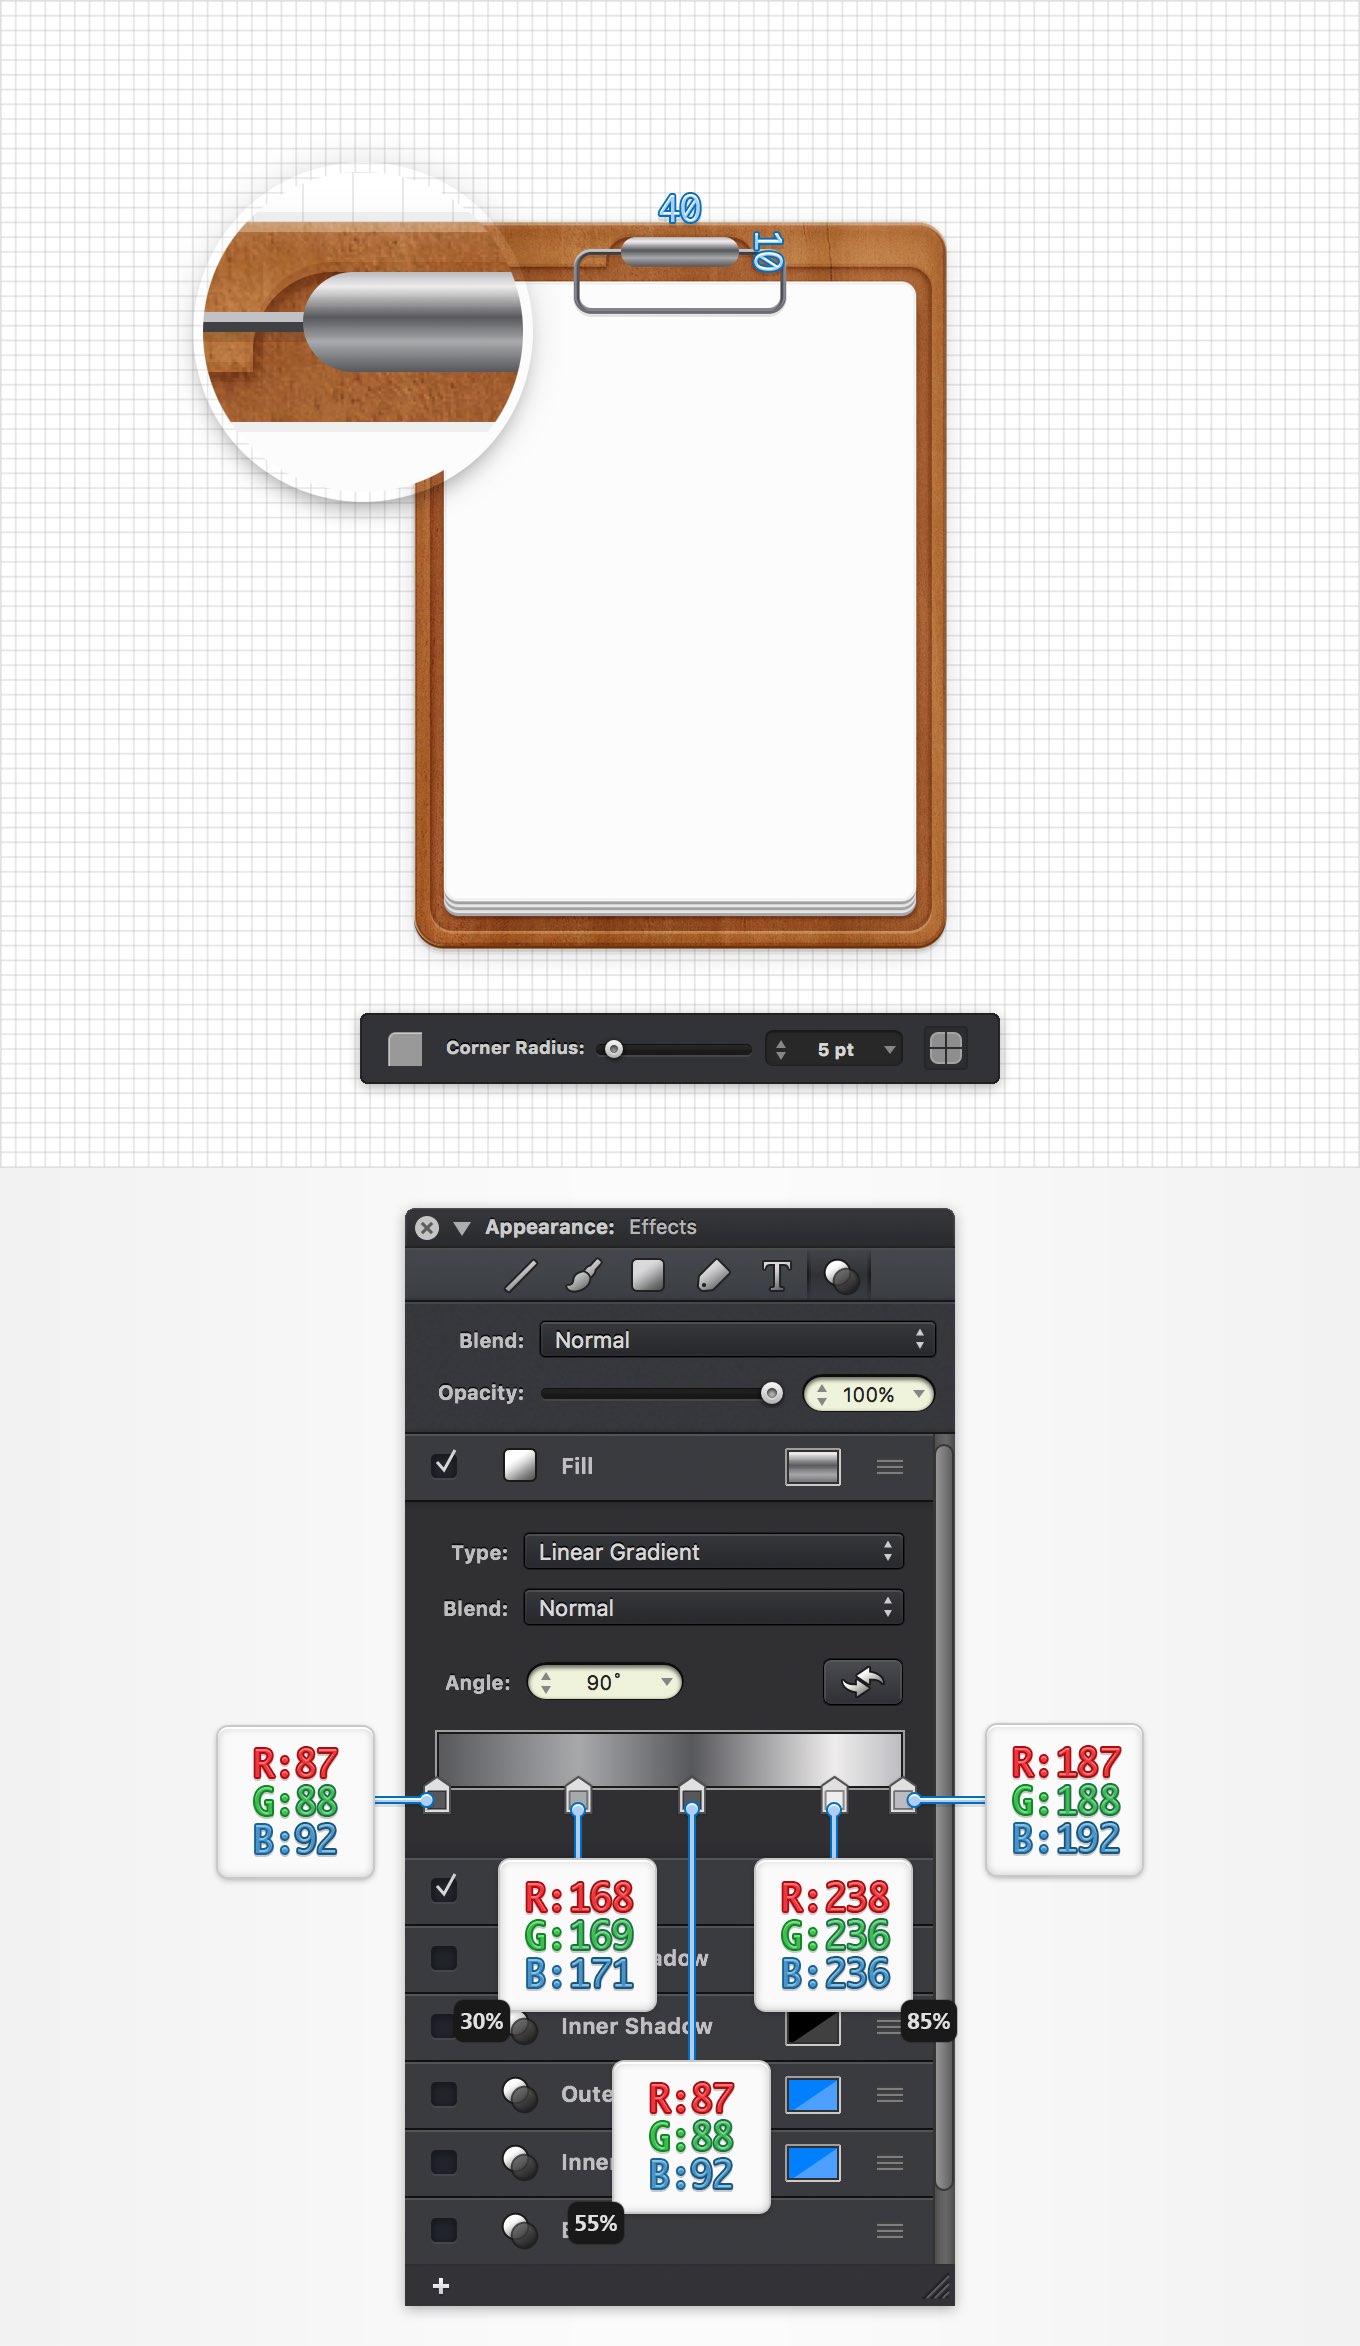 40
10
Corner Radius: 5 pt
Appearance: Effects
T
Blend: Normal
Opacity: 100%
Fill
Type: Linear Gradient
Blend: Normal
Angle: 90°
R:87
G:88
B:92
R:187
G:188
B:192
R:168
G:169
B:171
30%
R:238
G:236
B:236
85%
adow
Inner Shadow
Oute
Inner
R:87
G:88
B:92
55%